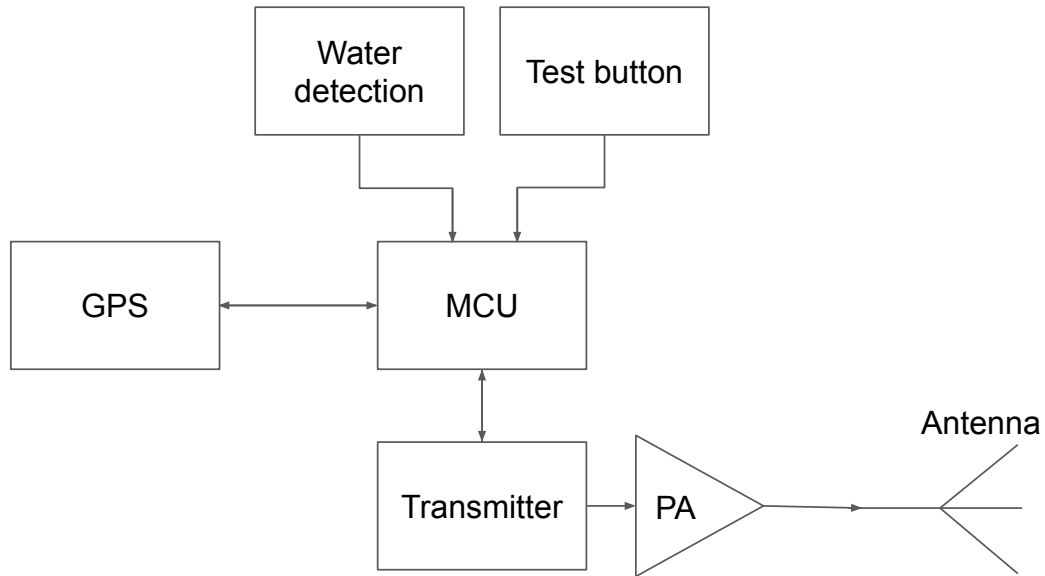 Water
detection
Test button
GPS
MCU
Antenna
Transmitter
PA